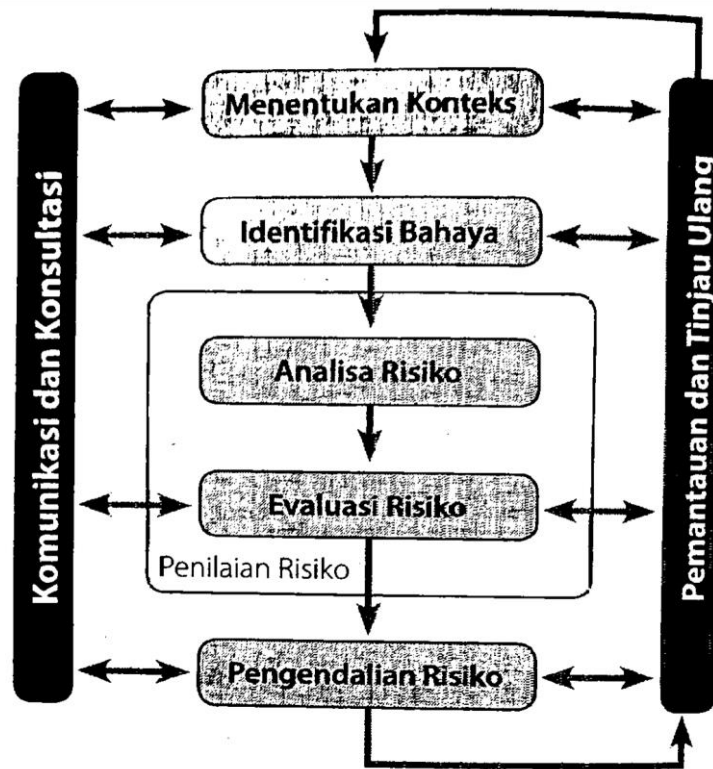 Menentukan Konteks
Komunikasi dan Konsultasi
Identifikasi Bahaya
Pemantauan dan Tinjau Ulang
Analisa Risiko
Evaluasi Risiko
Penilaian Risiko
Pengendalian Risiko